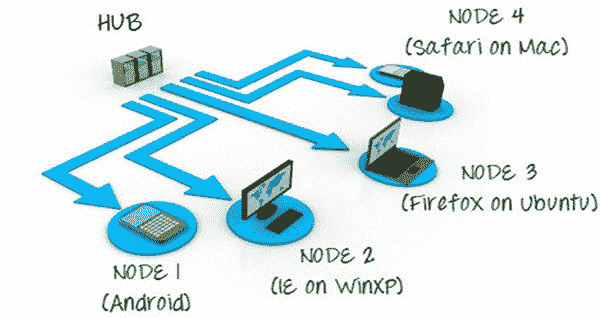 HUB
NODE 4
(Safari on Mac)
NODE 3
(Firefox on Ubuntu)
NODE 2
(IE on WinXP)
NODE 1
(Android)